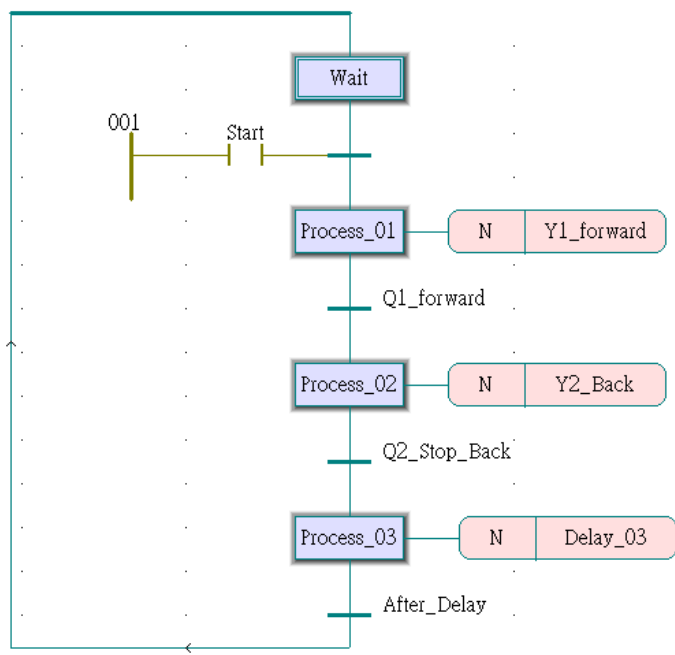 Wait
001
Start
Process_01 N Y1_forward
Q1_forward
Process_02 N Y2_Back
Q2_Stop_Back
Process_03 N Delay_03
After_Delay